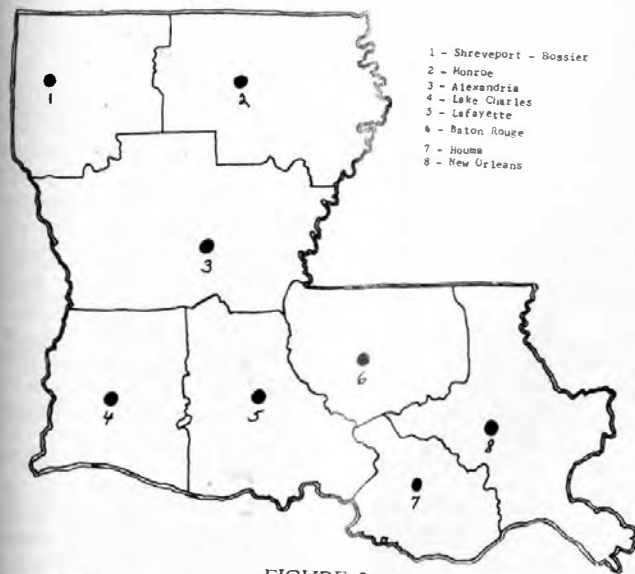 1 - Shreveport - Bossier
2 - Monroe
3 - Alexandria
4 - Lake Charles
5 - Lafayette
6 - Baton Rouge
7 - Houma
8 - New Orleans
1
2
3
6
4
5
8
7
FIGURE